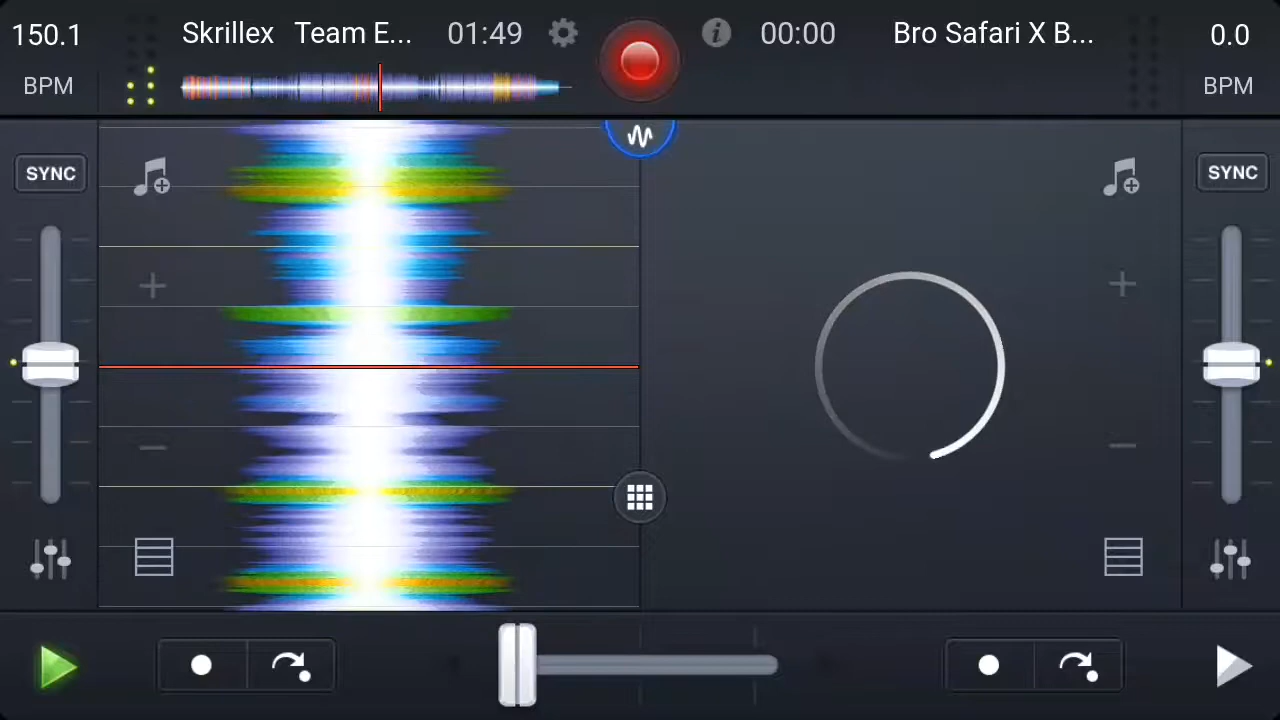 150.1
BPM
Skrillex Team E...
01:49
00:00
Bro Safari X B...
0.0
BPM
SYNC
SYNC